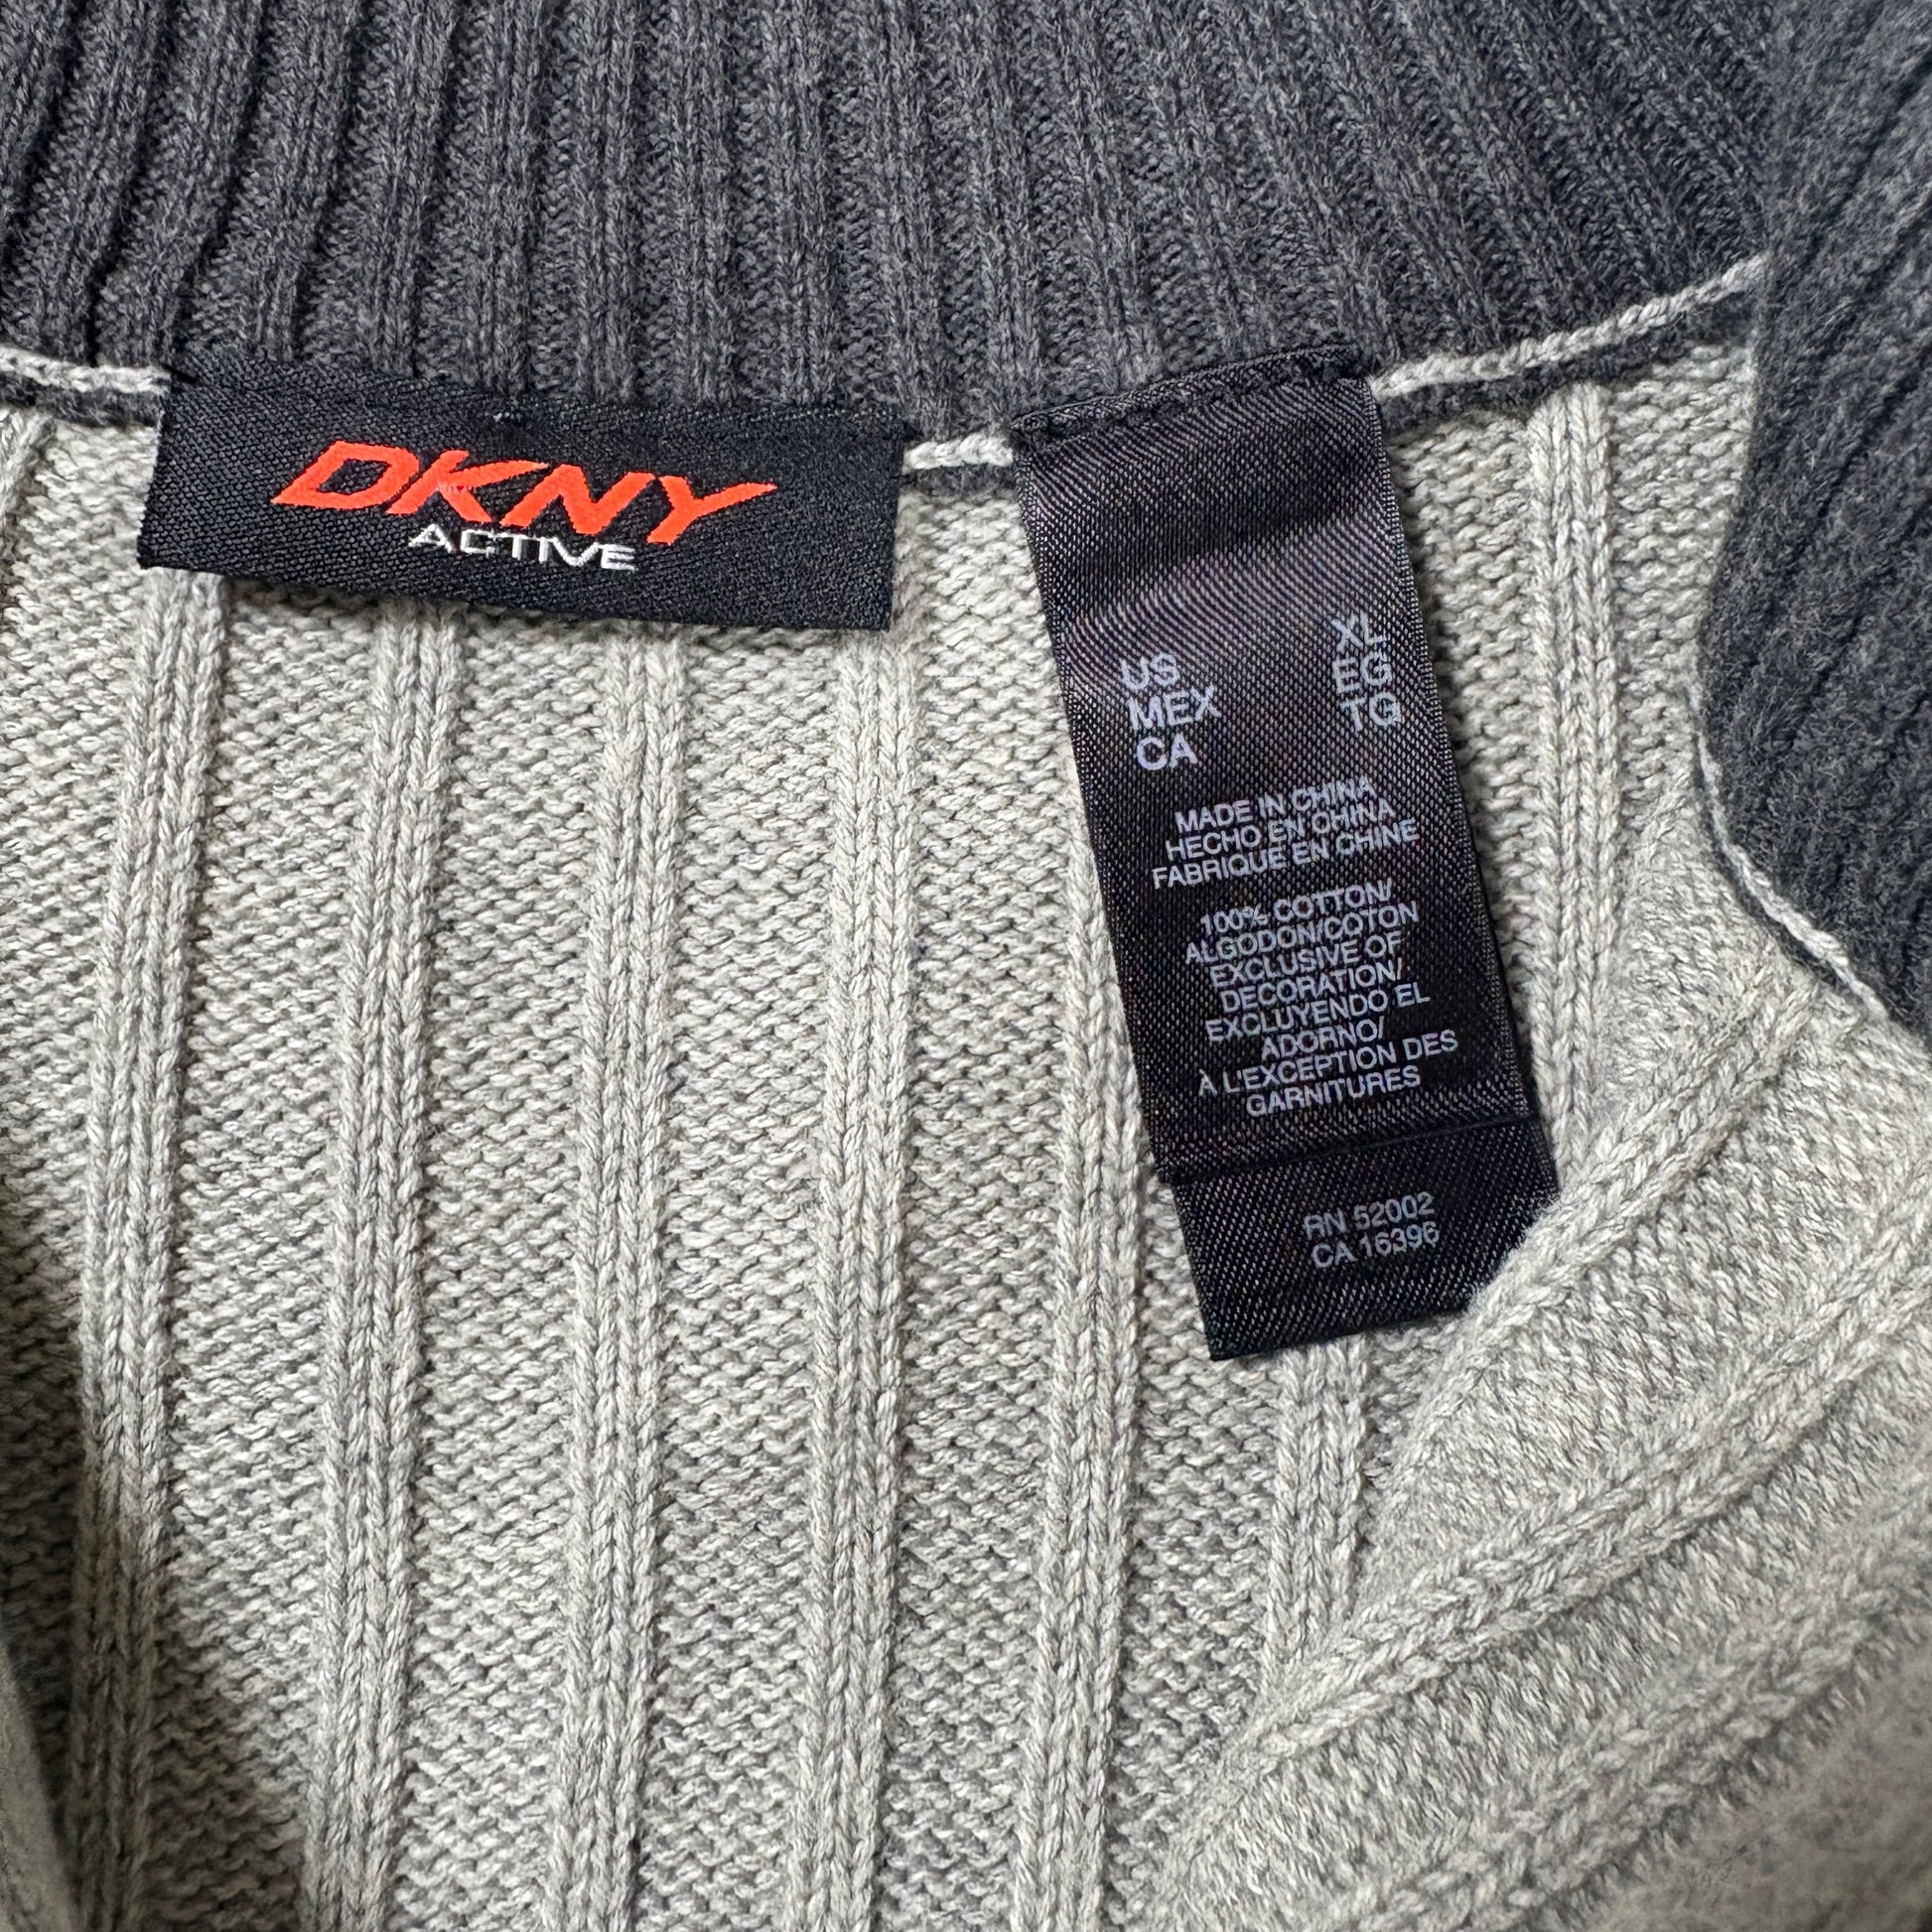 DKNY
ACTIVE
US XL
MEX EG
CA TG
MADE IN CHINA
HECHO EN CHINA
FABRIQUE EN CHINE
100% COTTON/
ALGODON/COTON
EXCLUSIVE OF
DECORATION/
EXCLUYENDO EL
ADORNO/
À L'EXCEPTION DES
GARNITURES
RN 52002
CA 16396